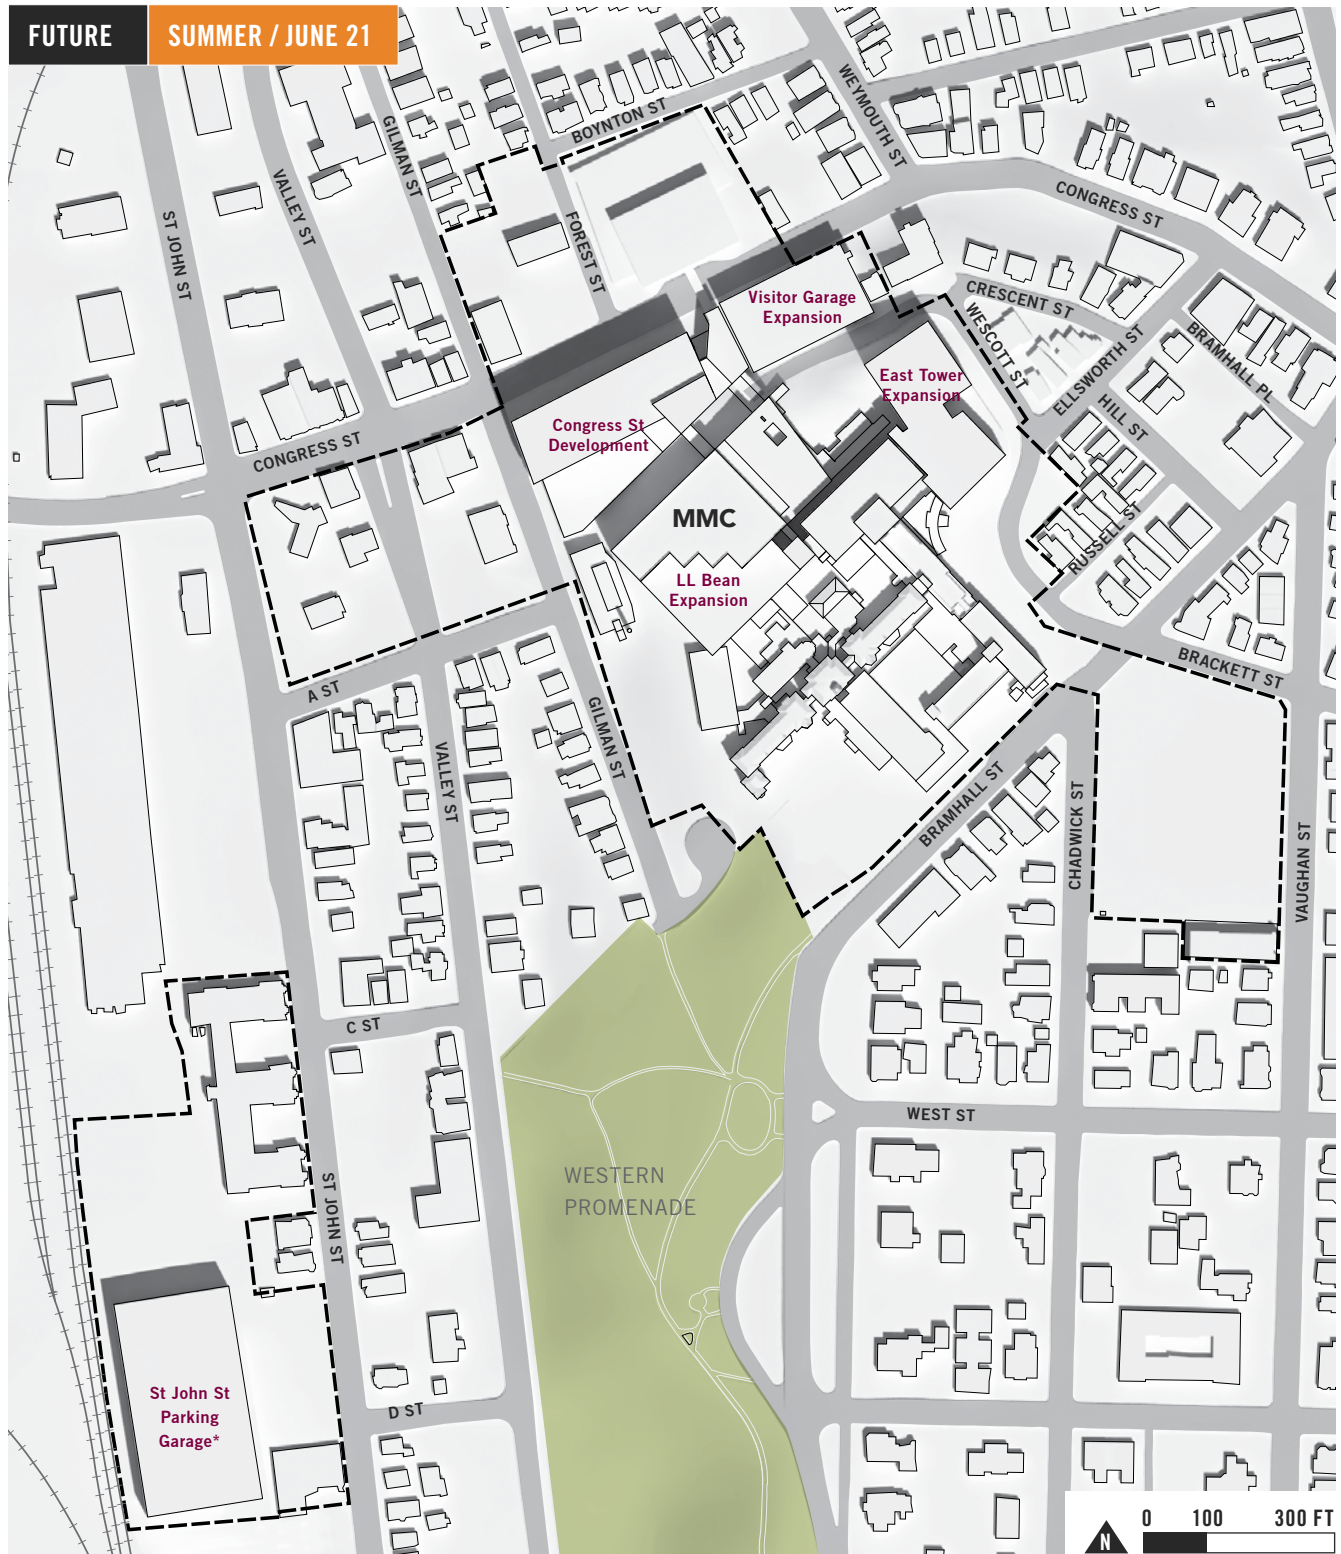 FUTURE
SUMMER / JUNE 21
WEYMOUTH ST
BOYNTON ST
GILMAN ST
VALLEY ST
ST JOHN ST
FOREST ST
CONGRESS ST
CRESCENT ST
WESCOTT ST
ELLSWORTH ST
BRAMHALL PL
HILL ST
RUSSELL ST
Visitor Garage
Expansion
East Tower
Expansion
Congress St
Development
CONGRESS ST
MMC
LL Bean
Expansion
BRACKETT ST
A ST
GILMAN ST
VALLEY ST
BRAMHALL ST
CHADWICK ST
VAUGHAN ST
C ST
WEST ST
WESTERN
PROMENADE
ST JOHN ST
St John St
Parking
Garage*
D ST
N
0 100 300 FT